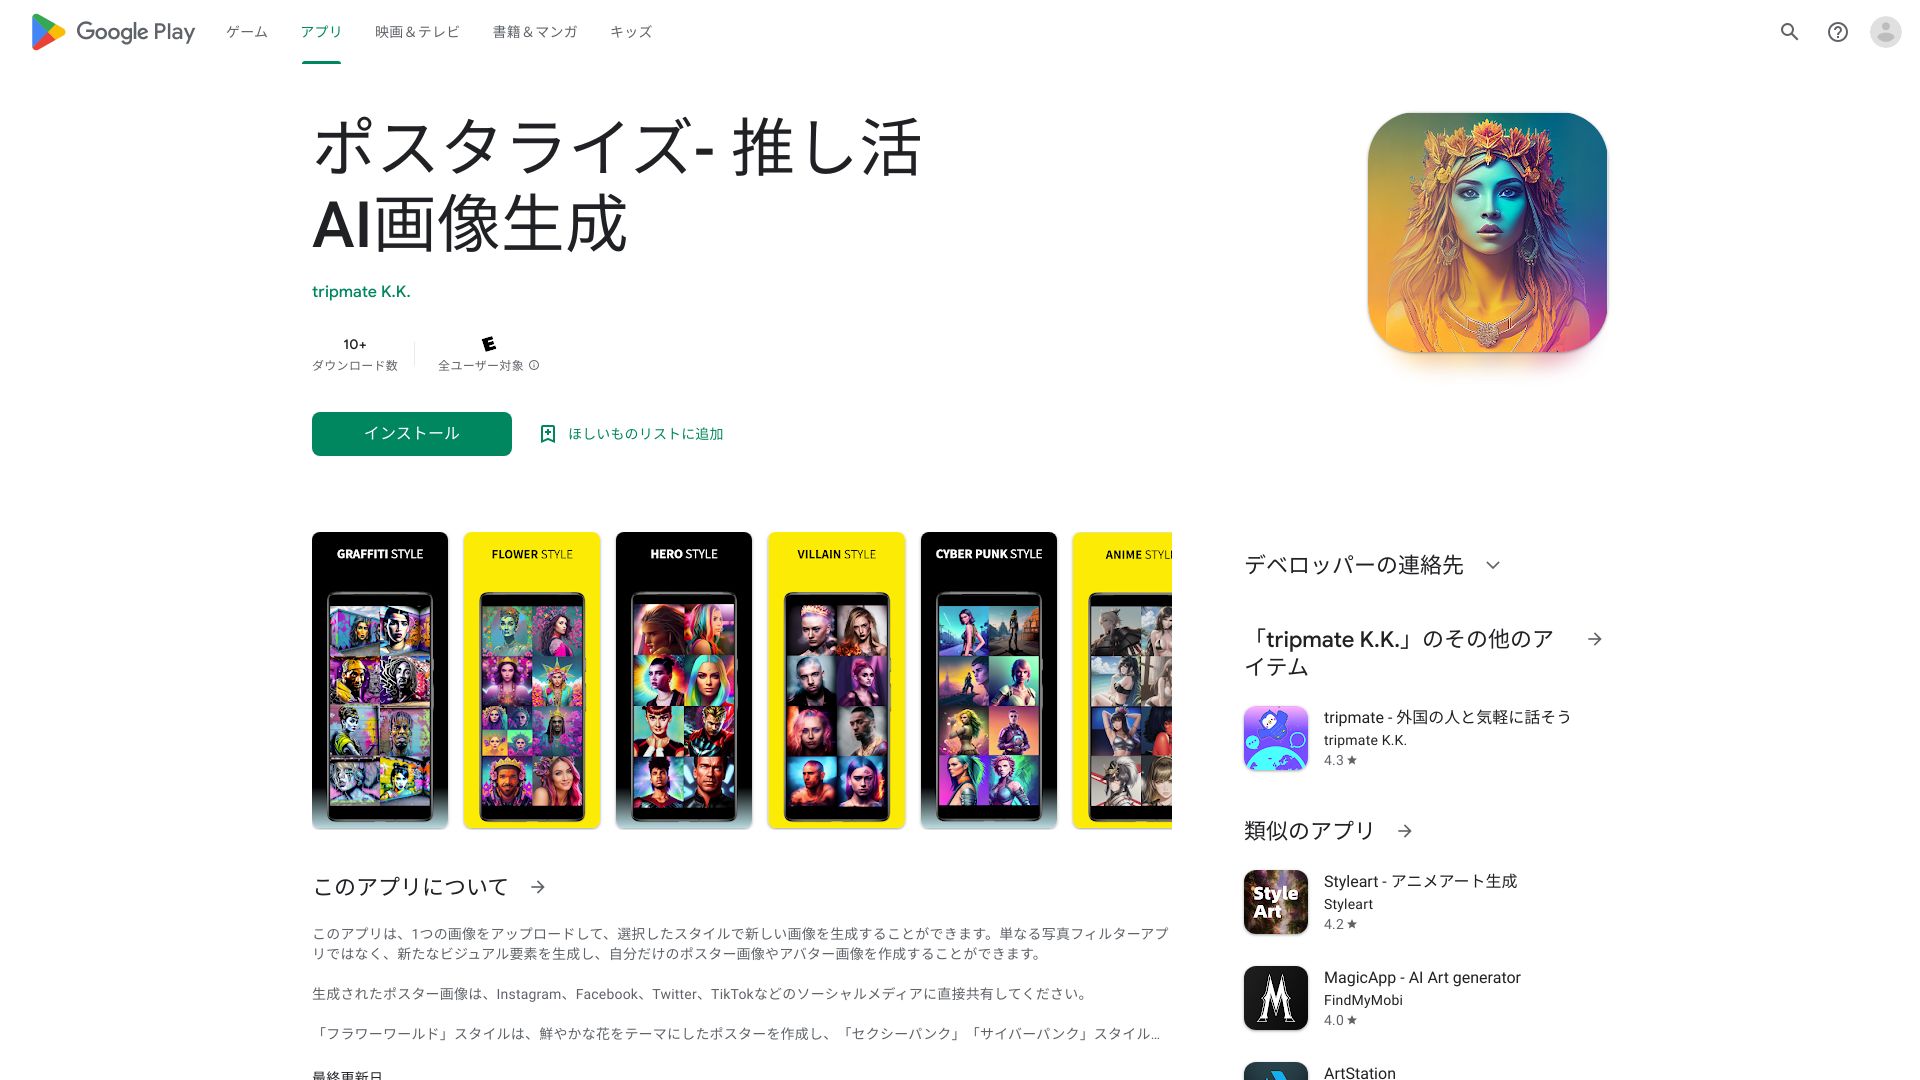 Google Play
ゲーム
アプリ
映画＆テレビ
書籍＆マンガ
キッズ
ポスタライズ- 推し活
AI画像生成
tripmate K.K.
10+
ダウンロード数
E
全ユーザー対象
インストール
ほしいものリストに追加
GRAFFITI STYLE
FLOWER STYLE
HERO STYLE
VILLAIN STYLE
CYBER PUNK STYLE
ANIME STYL
デベロッパーの連絡先
「tripmate K.K.」のその他のア
イテム
tripmate - 外国の人と気軽に話そう
tripmate K.K.
4.3
類似のアプリ
Style
Art
Styleart - アニメアート生成
Styleart
4.2
MagicApp - AI Art generator
FindMyMobi
4.0
ArtStation
このアプリについて
このアプリは、1つの画像をアップロードして、選択したスタイルで新しい画像を生成することができます。単なる写真フィルターアプ
リではなく、新たなビジュアル要素を生成し、自分だけのポスター画像やアバター画像を作成することができます。
生成されたポスター画像は、Instagram、Facebook、Twitter、TikTokなどのソーシャルメディアに直接共有してください。
「フラワーワールド」スタイルは、鮮やかな花をテーマにしたポスターを作成し、「セクシーパンク」「サイバーパンク」スタイル…
最終更新日